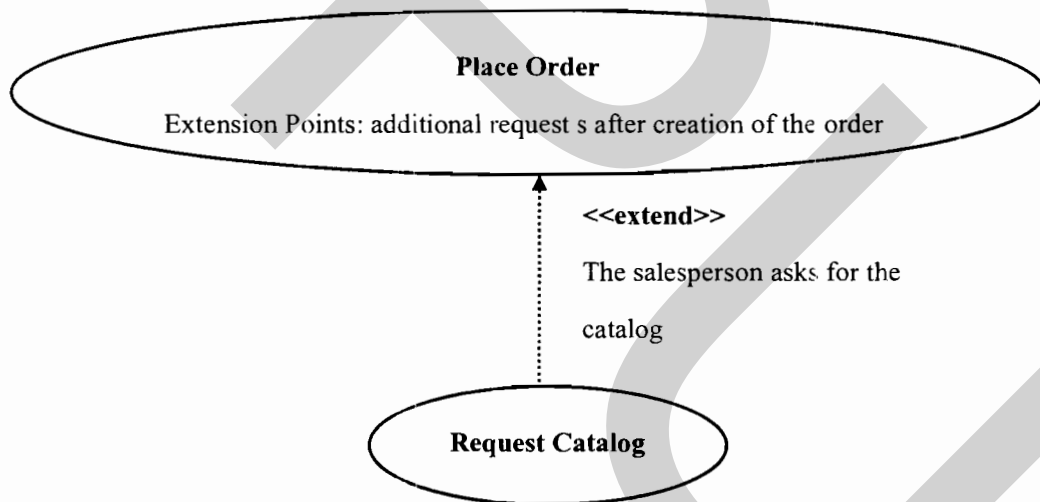 Place Order
Extension Points: additional request s after creation of the order
<<extend>>
The salesperson asks for the
catalog
Request Catalog